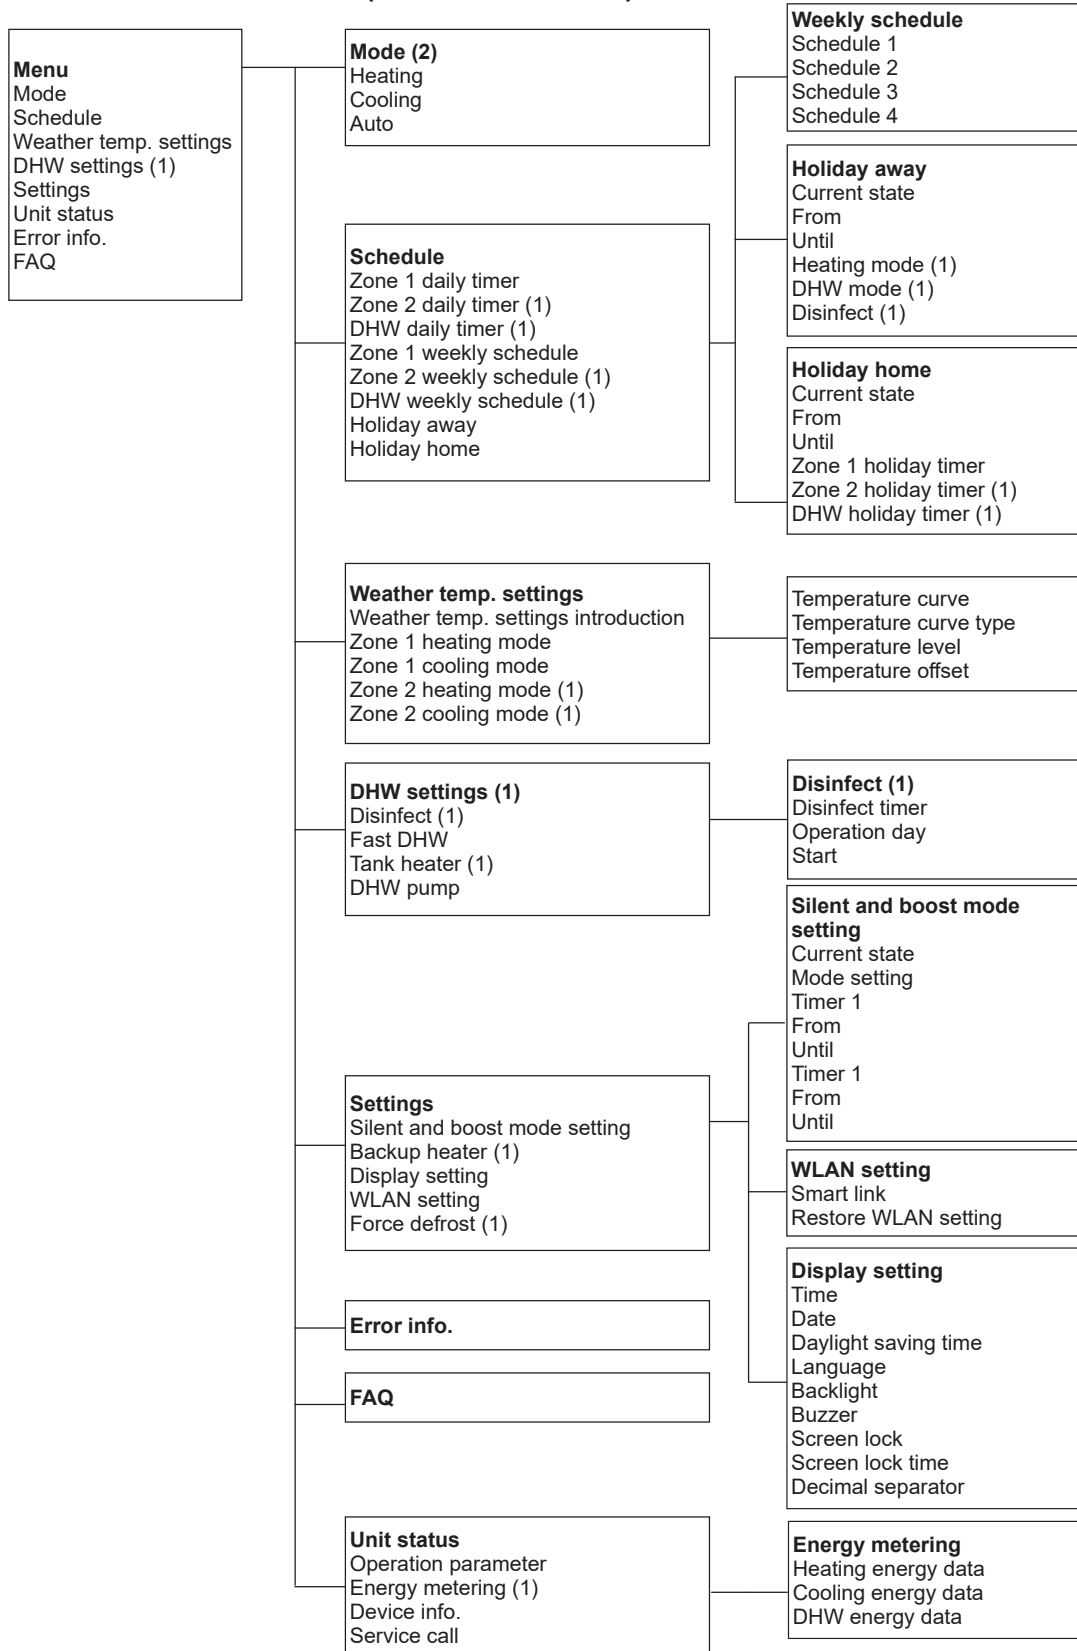 Menu
Mode
Schedule
Weather temp. settings
DHW settings (1)
Settings
Unit status
Error info.
FAQ
Mode (2)
Heating
Cooling
Auto
Schedule
Zone 1 daily timer
Zone 2 daily timer (1)
DHW daily timer (1)
Zone 1 weekly schedule
Zone 2 weekly schedule (1)
DHW weekly schedule (1)
Holiday away
Holiday home
Weather temp. settings
Weather temp. settings introduction
Zone 1 heating mode
Zone 1 cooling mode
Zone 2 heating mode (1)
Zone 2 cooling mode (1)
DHW settings (1)
Disinfect (1)
Fast DHW
Tank heater (1)
DHW pump
Settings
Silent and boost mode setting
Backup heater (1)
Display setting
WLAN setting
Force defrost (1)
Error info.
FAQ
Unit status
Operation parameter
Energy metering (1)
Device info.
Service call
Weekly schedule
Schedule 1
Schedule 2
Schedule 3
Schedule 4
Holiday away
Current state
From
Until
Heating mode (1)
DHW mode (1)
Disinfect (1)
Holiday home
Current state
From
Until
Zone 1 holiday timer
Zone 2 holiday timer (1)
DHW holiday timer (1)
Temperature curve
Temperature curve type
Temperature level
Temperature offset
Disinfect (1)
Disinfect timer
Operation day
Start
Silent and boost mode
setting
Current state
Mode setting
Timer 1
From
Until
Timer 1
From
Until
WLAN setting
Smart link
Restore WLAN setting
Display setting
Time
Date
Daylight saving time
Language
Backlight
Buzzer
Screen lock
Screen lock time
Decimal separator
Energy metering
Heating energy data
Cooling energy data
DHW energy data